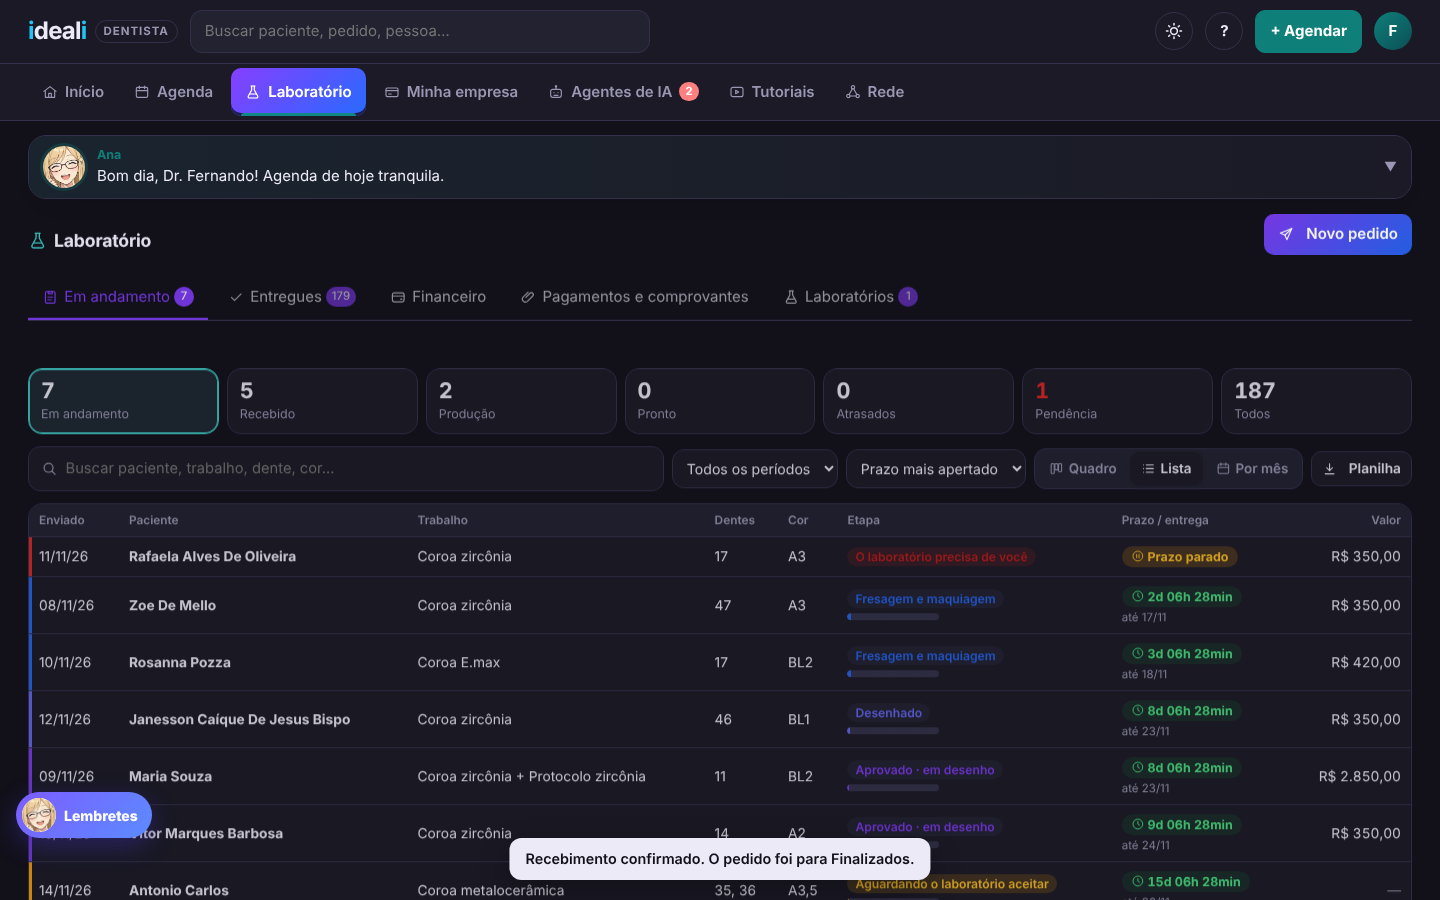 ideali DENTISTA Buscar paciente, pedido, pessoa... ? + Agendar F
Início Agenda Laboratório Minha empresa Agentes de IA 2 Tutoriais Rede
Ana
Bom dia, Dr. Fernando! Agenda de hoje tranquila.
Laboratório Novo pedido
Em andamento 7 Entregues 179 Financeiro Pagamentos e comprovantes Laboratórios 1
7 5 2 0 0 1 187
Em andamento Recebido Produção Pronto Atrasados Pendência Todos
Buscar paciente, trabalho, dente, cor... Todos os períodos Prazo mais apertado Quadro Lista Por mês Planilha
Enviado Paciente Trabalho Dentes Cor Etapa Prazo / entrega Valor
11/11/26 Rafaela Alves De Oliveira Coroa zircônia 17 A3 O laboratório precisa de você Prazo parado R$ 350,00
08/11/26 Zoe De Mello Coroa zircônia 47 A3 Fresagem e maquiagem 2d 06h 28min R$ 350,00
até 17/11
10/11/26 Rosanna Pozza Coroa E.max 17 BL2 Fresagem e maquiagem 3d 06h 28min R$ 420,00
até 18/11
12/11/26 Janesson Caíque De Jesus Bispo Coroa zircônia 46 BL1 Desenhado 8d 06h 28min R$ 350,00
até 23/11
09/11/26 Maria Souza Coroa zircônia + Protocolo zircônia 11 BL2 Aprovado · em desenho 8d 06h 28min R$ 2.850,00
até 23/11
Lembretes
Marques Barbosa Coroa zircônia 14 A2 Aprovado · em desenho 9d 06h 28min R$ 350,00
até 24/11
Recebimento confirmado. O pedido foi para Finalizados.
14/11/26 Antonio Carlos Coroa metalocerâmica 35, 36 A3,5 Aguardando o laboratório aceitar 15d 06h 28min —